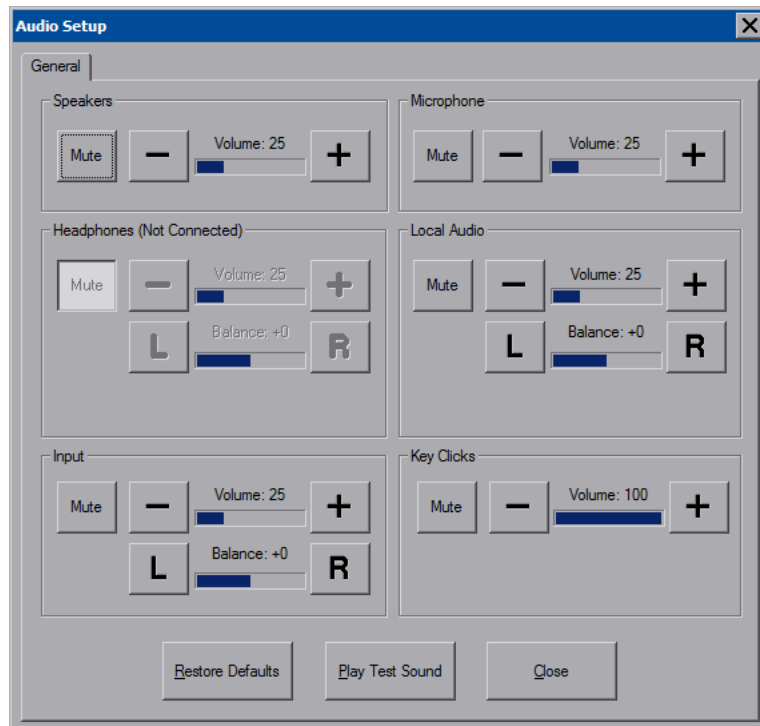 Audio Setup
General
Speakers
Mute
Volume: 25
Microphone
Mute
Volume: 25
Headphones (Not Connected)
Mute
Volume: 25
L
Balance: +0
R
Local Audio
Mute
Volume: 25
L
Balance: +0
R
Input
Mute
Volume: 25
L
Balance: +0
R
Key Clicks
Mute
Volume: 100
Restore Defaults
Play Test Sound
Close